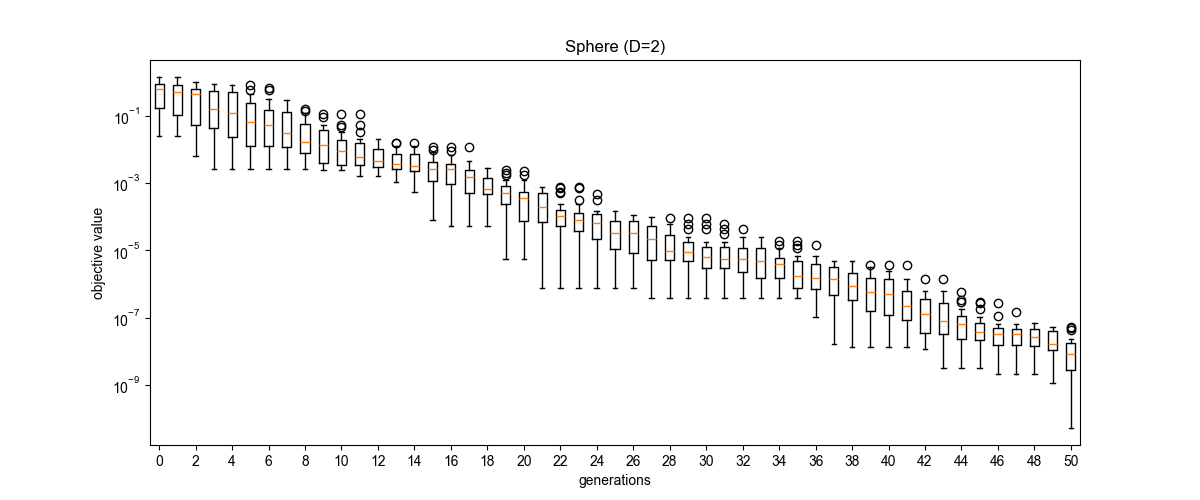 Sphere (D=2)
objective value
10⁻¹
10⁻³
10⁻⁵
10⁻⁷
10⁻⁹
0 2 4 6 8 10 12 14 16 18 20 22 24 26 28 30 32 34 36 38 40 42 44 46 48 50
generations